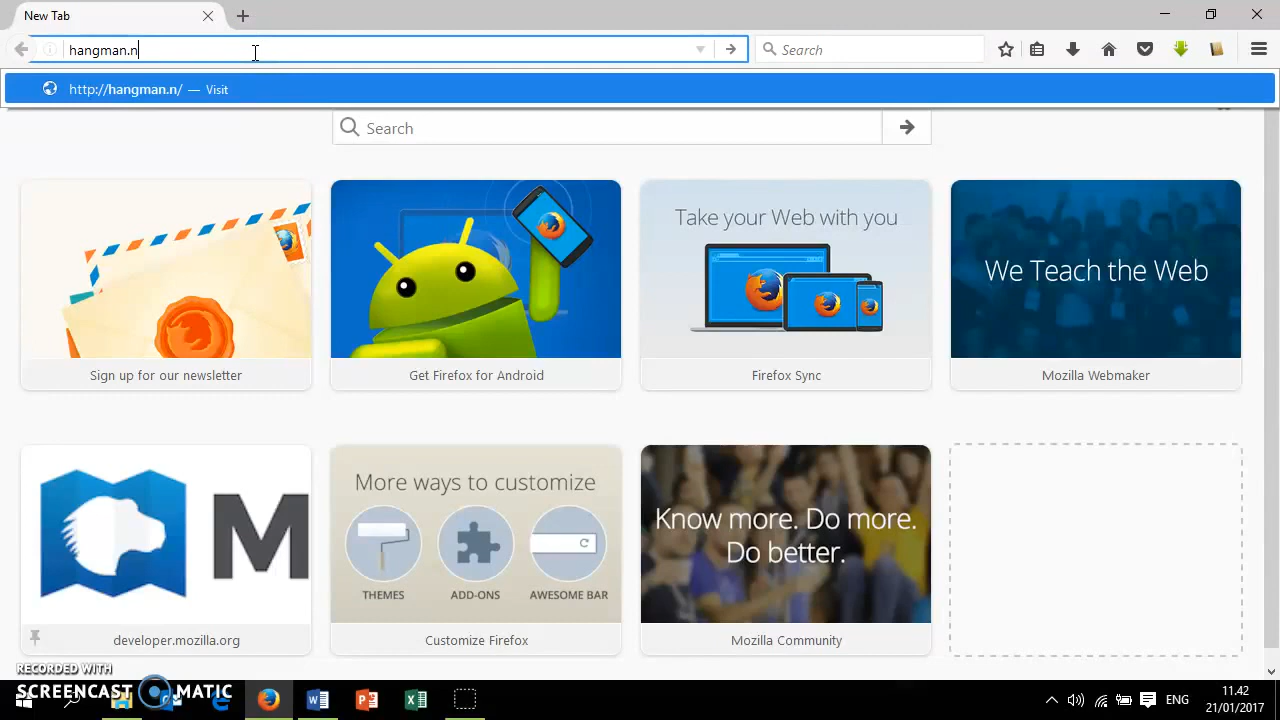 New Tab
hangman.n
Search
http://hangman.n/ — Visit
Search
Take your Web with you
We Teach the Web
Sign up for our newsletter
Get Firefox for Android
Firefox Sync
Mozilla Webmaker
M
More ways to customize
THEMES
ADD-ONS
AWESOME BAR
Know more. Do more.
Do better.
developer.mozilla.org
Customize Firefox
Mozilla Community
RECORDED WITH
SCREENCAST MATIC
ENG
11.42
21/01/2017